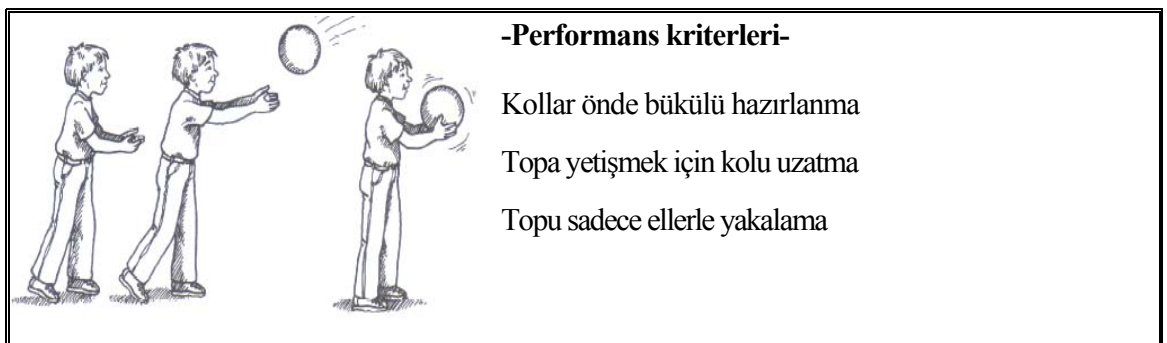 -Performans kriterleri-
Kollar önde bükülü hazırlanma
Topa yetişmek için kolu uzatma
Topu sadece ellerle yakalama